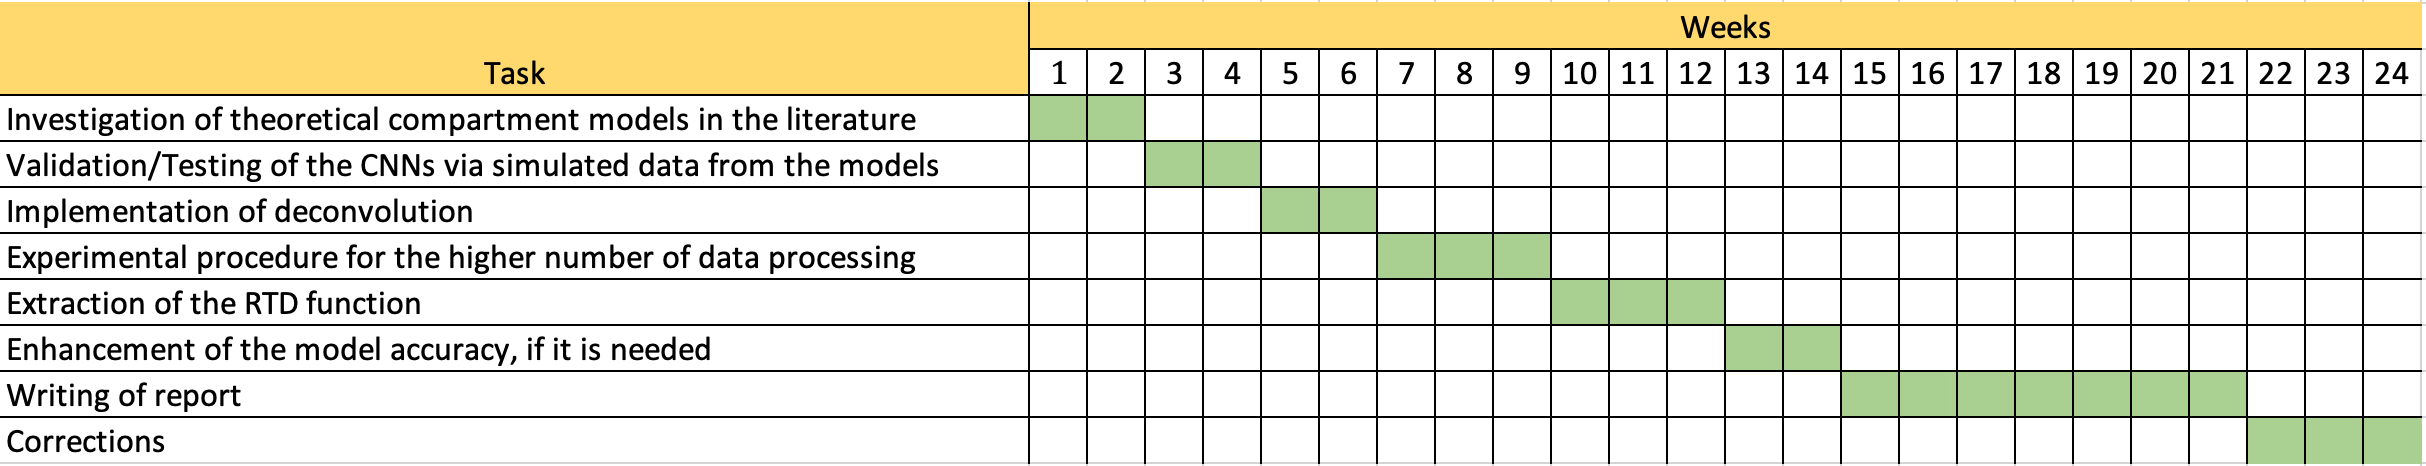 Weeks
Task 1 2 3 4 5 6 7 8 9 10 11 12 13 14 15 16 17 18 19 20 21 22 23 24
Investigation of theoretical compartment models in the literature
Validation/Testing of the CNNs via simulated data from the models
Implementation of deconvolution
Experimental procedure for the higher number of data processing
Extraction of the RTD function
Enhancement of the model accuracy, if it is needed
Writing of report
Corrections